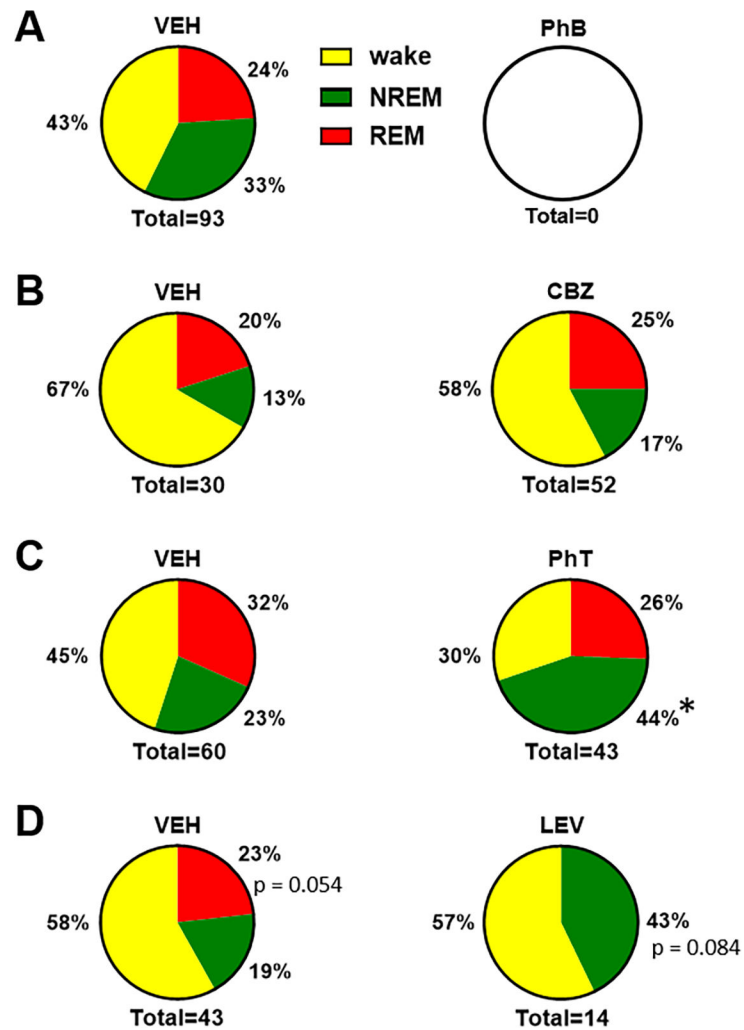 A
VEH
24%
43%
33%
Total=93
wake
NREM
REM
PhB
Total=0
B
VEH
20%
67%
13%
Total=30
CBZ
25%
58%
17%
Total=52
C
VEH
32%
45%
23%
Total=60
PhT
26%
30%
44%*
Total=43
D
VEH
23%
p = 0.054
58%
19%
Total=43
LEV
57%
43%
p = 0.084
Total=14